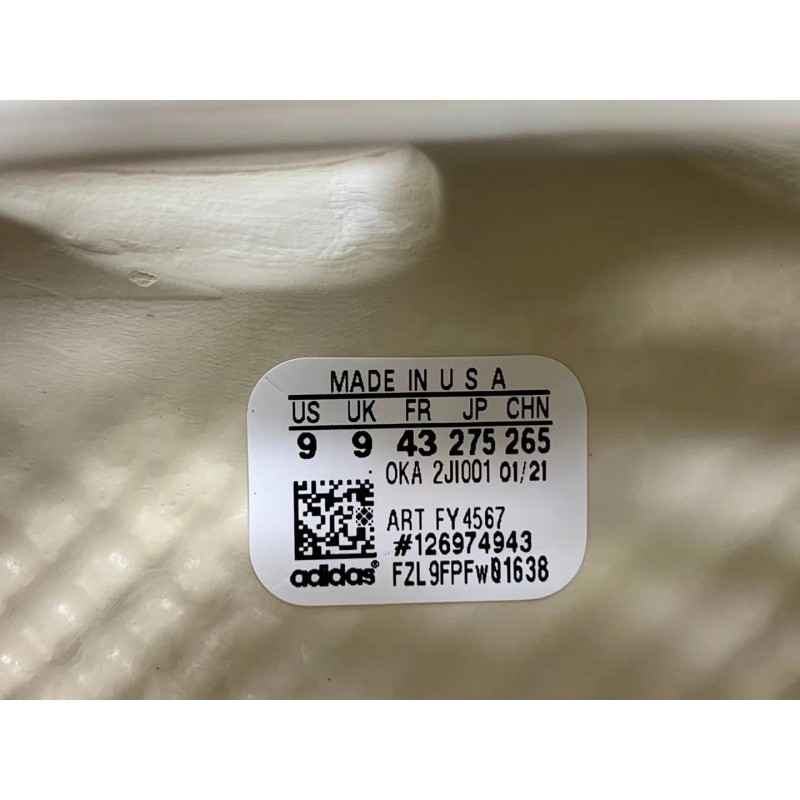 MADE IN U S A
US UK FR JP CHN
9 9 43 275 265
OKA 2JI001 01/21
ART FY4567
#126974943
adidas® FZL9FPFW01638